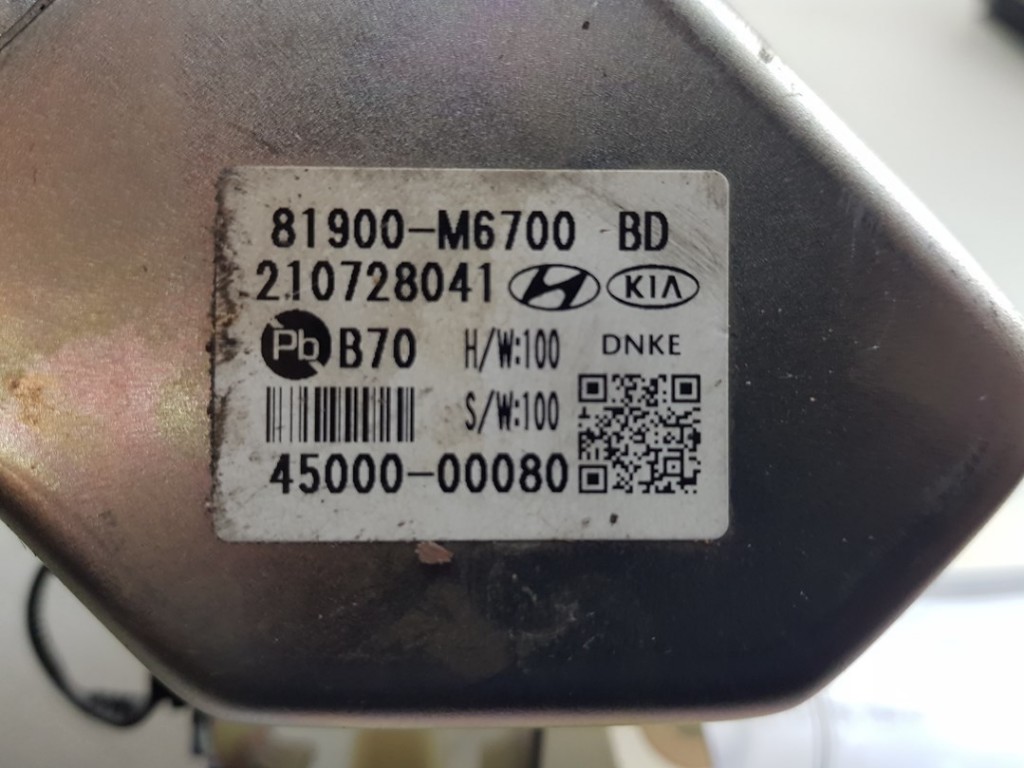 81900-M6700 BD
210728041 KIA
Pb B70 H/W:100 DNKE
S/W:100
45000-00080